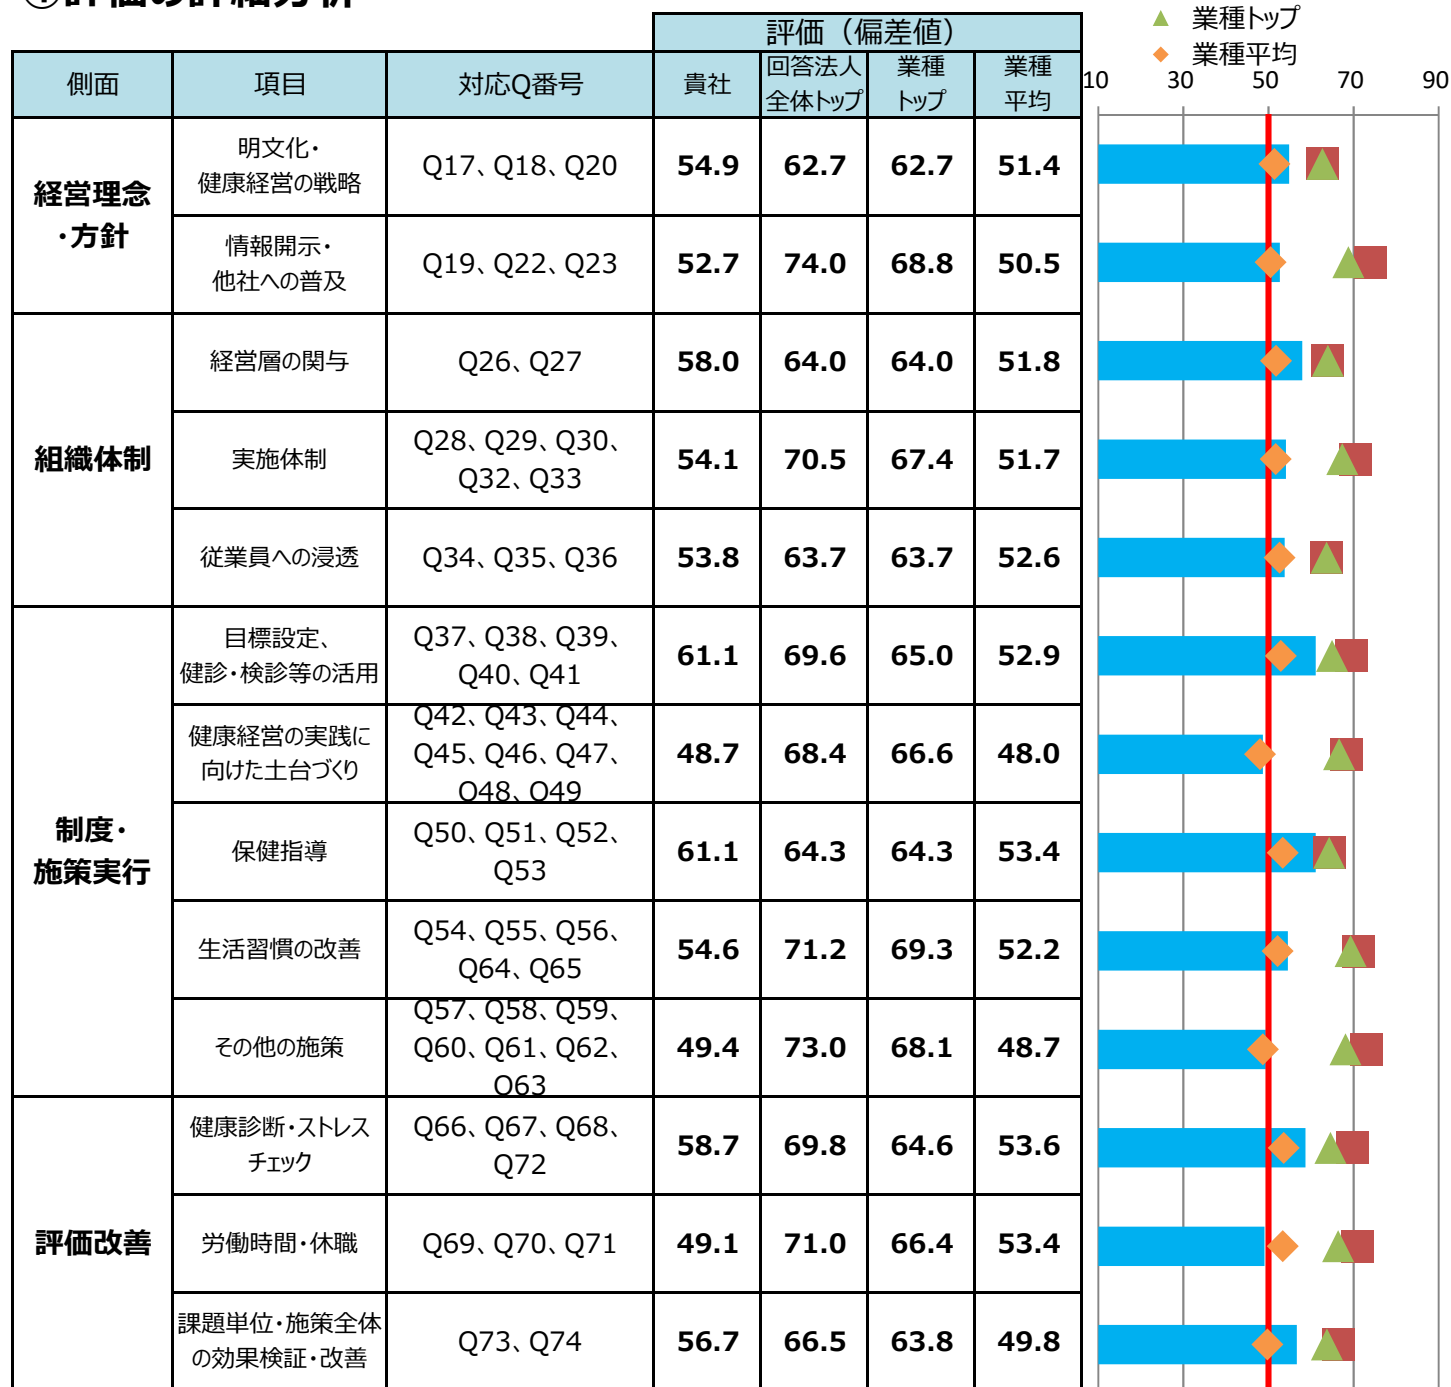 ①評価の詳細分析
業種トップ
業種平均
評価（偏差値）
側面 項目 対応Q番号 貴社 回答法人 業種 業種
全体トップ トップ 平均
10 30 50 70 90
経営理念
・方針
明文化・
健康経営の戦略
Q17、Q18、Q20
54.9 62.7 62.7 51.4
情報開示・
他社への普及
Q19、Q22、Q23
52.7 74.0 68.8 50.5
組織体制
経営層の関与
Q26、Q27
58.0 64.0 64.0 51.8
実施体制
Q28、Q29、Q30、
Q32、Q33
54.1 70.5 67.4 51.7
従業員への浸透
Q34、Q35、Q36
53.8 63.7 63.7 52.6
制度・
施策実行
目標設定、
健診・検診等の活用
Q37、Q38、Q39、
Q40、Q41
61.1 69.6 65.0 52.9
健康経営の実践に
向けた土台づくり
Q42、Q43、Q44、
Q45、Q46、Q47、
Q48、Q49
48.7 68.4 66.6 48.0
保健指導
Q50、Q51、Q52、
Q53
61.1 64.3 64.3 53.4
生活習慣の改善
Q54、Q55、Q56、
Q64、Q65
54.6 71.2 69.3 52.2
その他の施策
Q57、Q58、Q59、
Q60、Q61、Q62、
Q63
49.4 73.0 68.1 48.7
評価改善
健康診断・ストレス
チェック
Q66、Q67、Q68、
Q72
58.7 69.8 64.6 53.6
労働時間・休職
Q69、Q70、Q71
49.1 71.0 66.4 53.4
課題単位・施策全体
の効果検証・改善
Q73、Q74
56.7 66.5 63.8 49.8